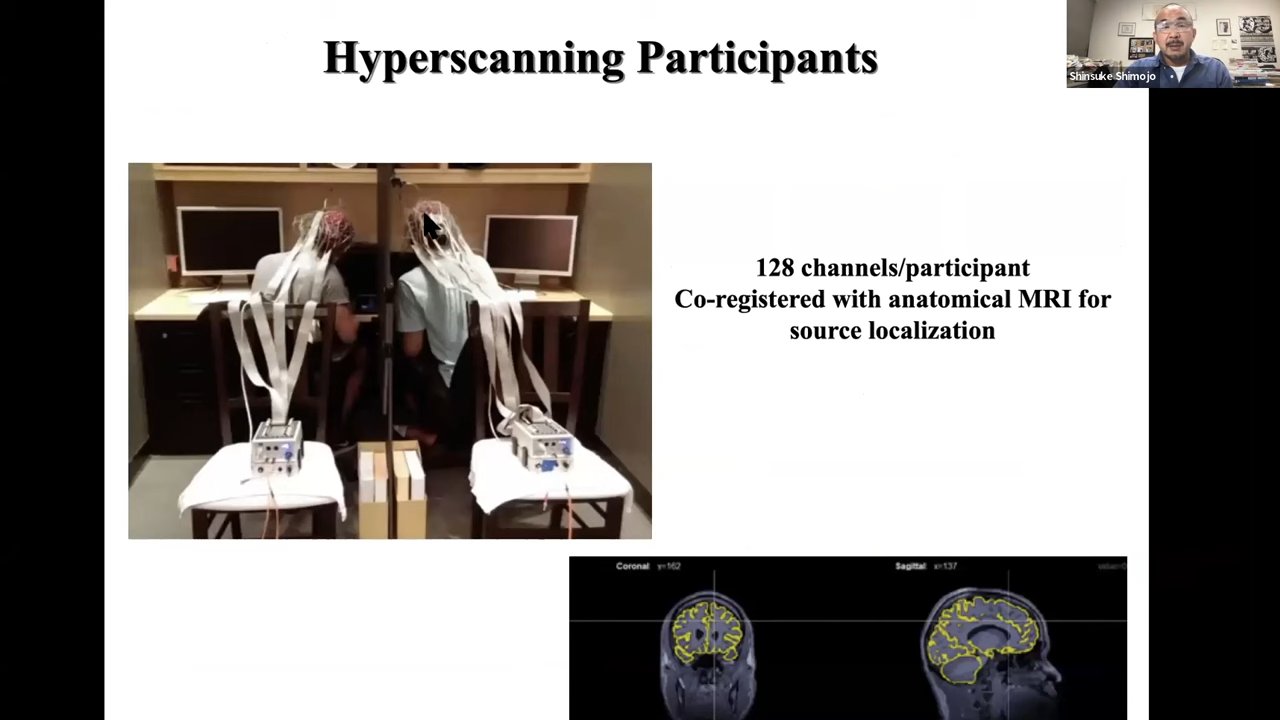 Hyperscanning Participants
Shinsuke Shimojo
128 channels/participant
Co-registered with anatomical MRI for
source localization
Coronal y=162
Sagittal x=137